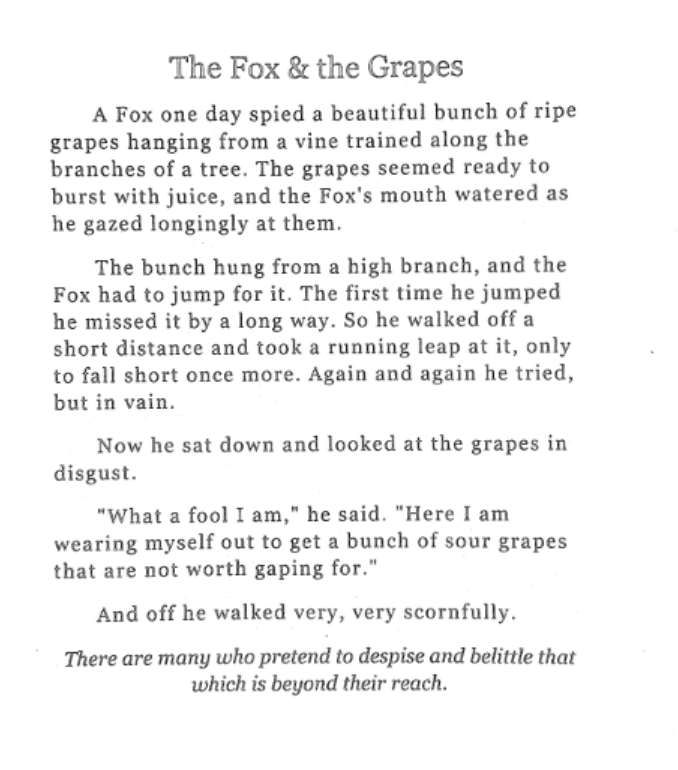 The Fox & the Grapes
A Fox one day spied a beautiful bunch of ripe
grapes hanging from a vine trained along the
branches of a tree. The grapes seemed ready to
burst with juice, and the Fox's mouth watered as
he gazed longingly at them.
The bunch hung from a high branch, and the
Fox had to jump for it. The first time he jumped
he missed it by a long way. So he walked off a
short distance and took a running leap at it, only
to fall short once more. Again and again he tried,
but in vain.
Now he sat down and looked at the grapes in
disgust.
"What a fool I am," he said. "Here I am
wearing myself out to get a bunch of sour grapes
that are not worth gaping for."
And off he walked very, very scornfully.
There are many who pretend to despise and belittle that
which is beyond their reach.